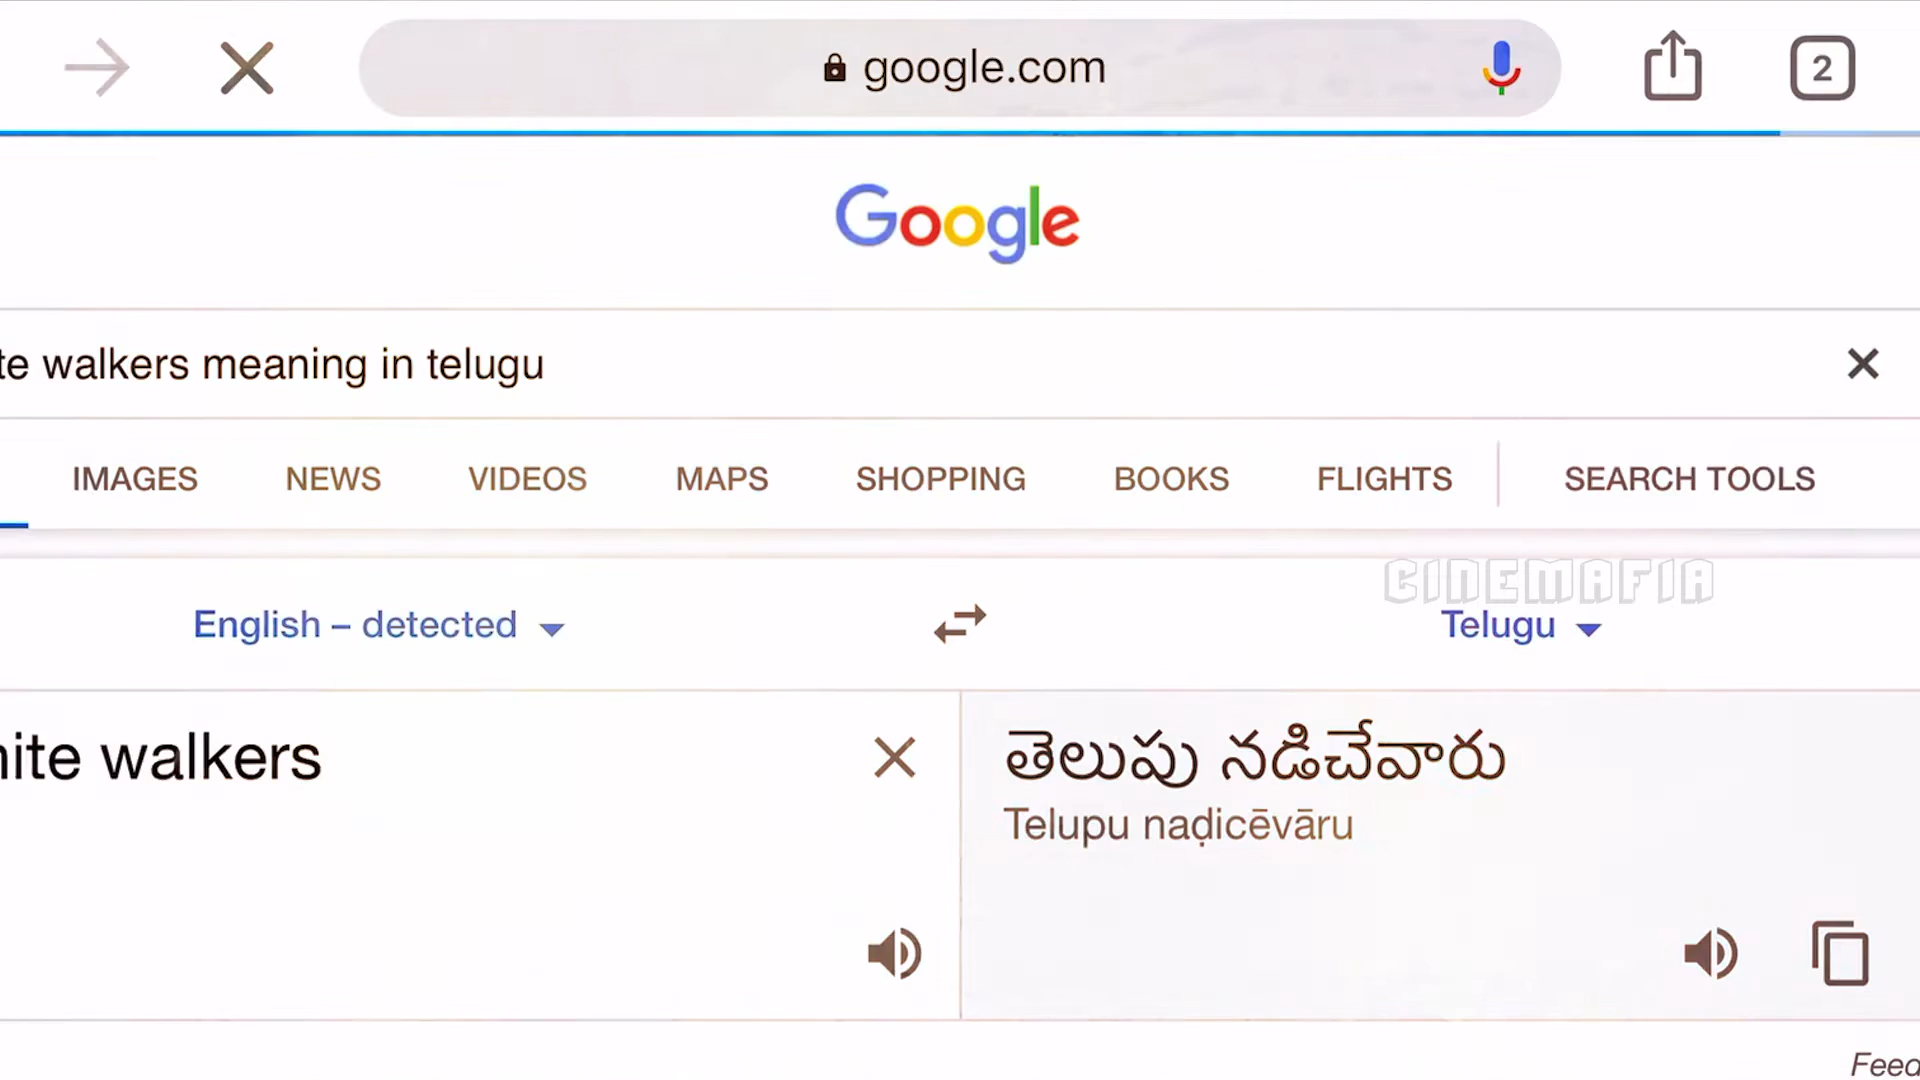 google.com
2
Google
te walkers meaning in telugu
IMAGES NEWS VIDEOS MAPS SHOPPING BOOKS FLIGHTS SEARCH TOOLS
CINEMAFIA
English – detected
Telugu
ite walkers
తెలుపు నడిచేవారు
Telupu naḍicēvāru
Feed